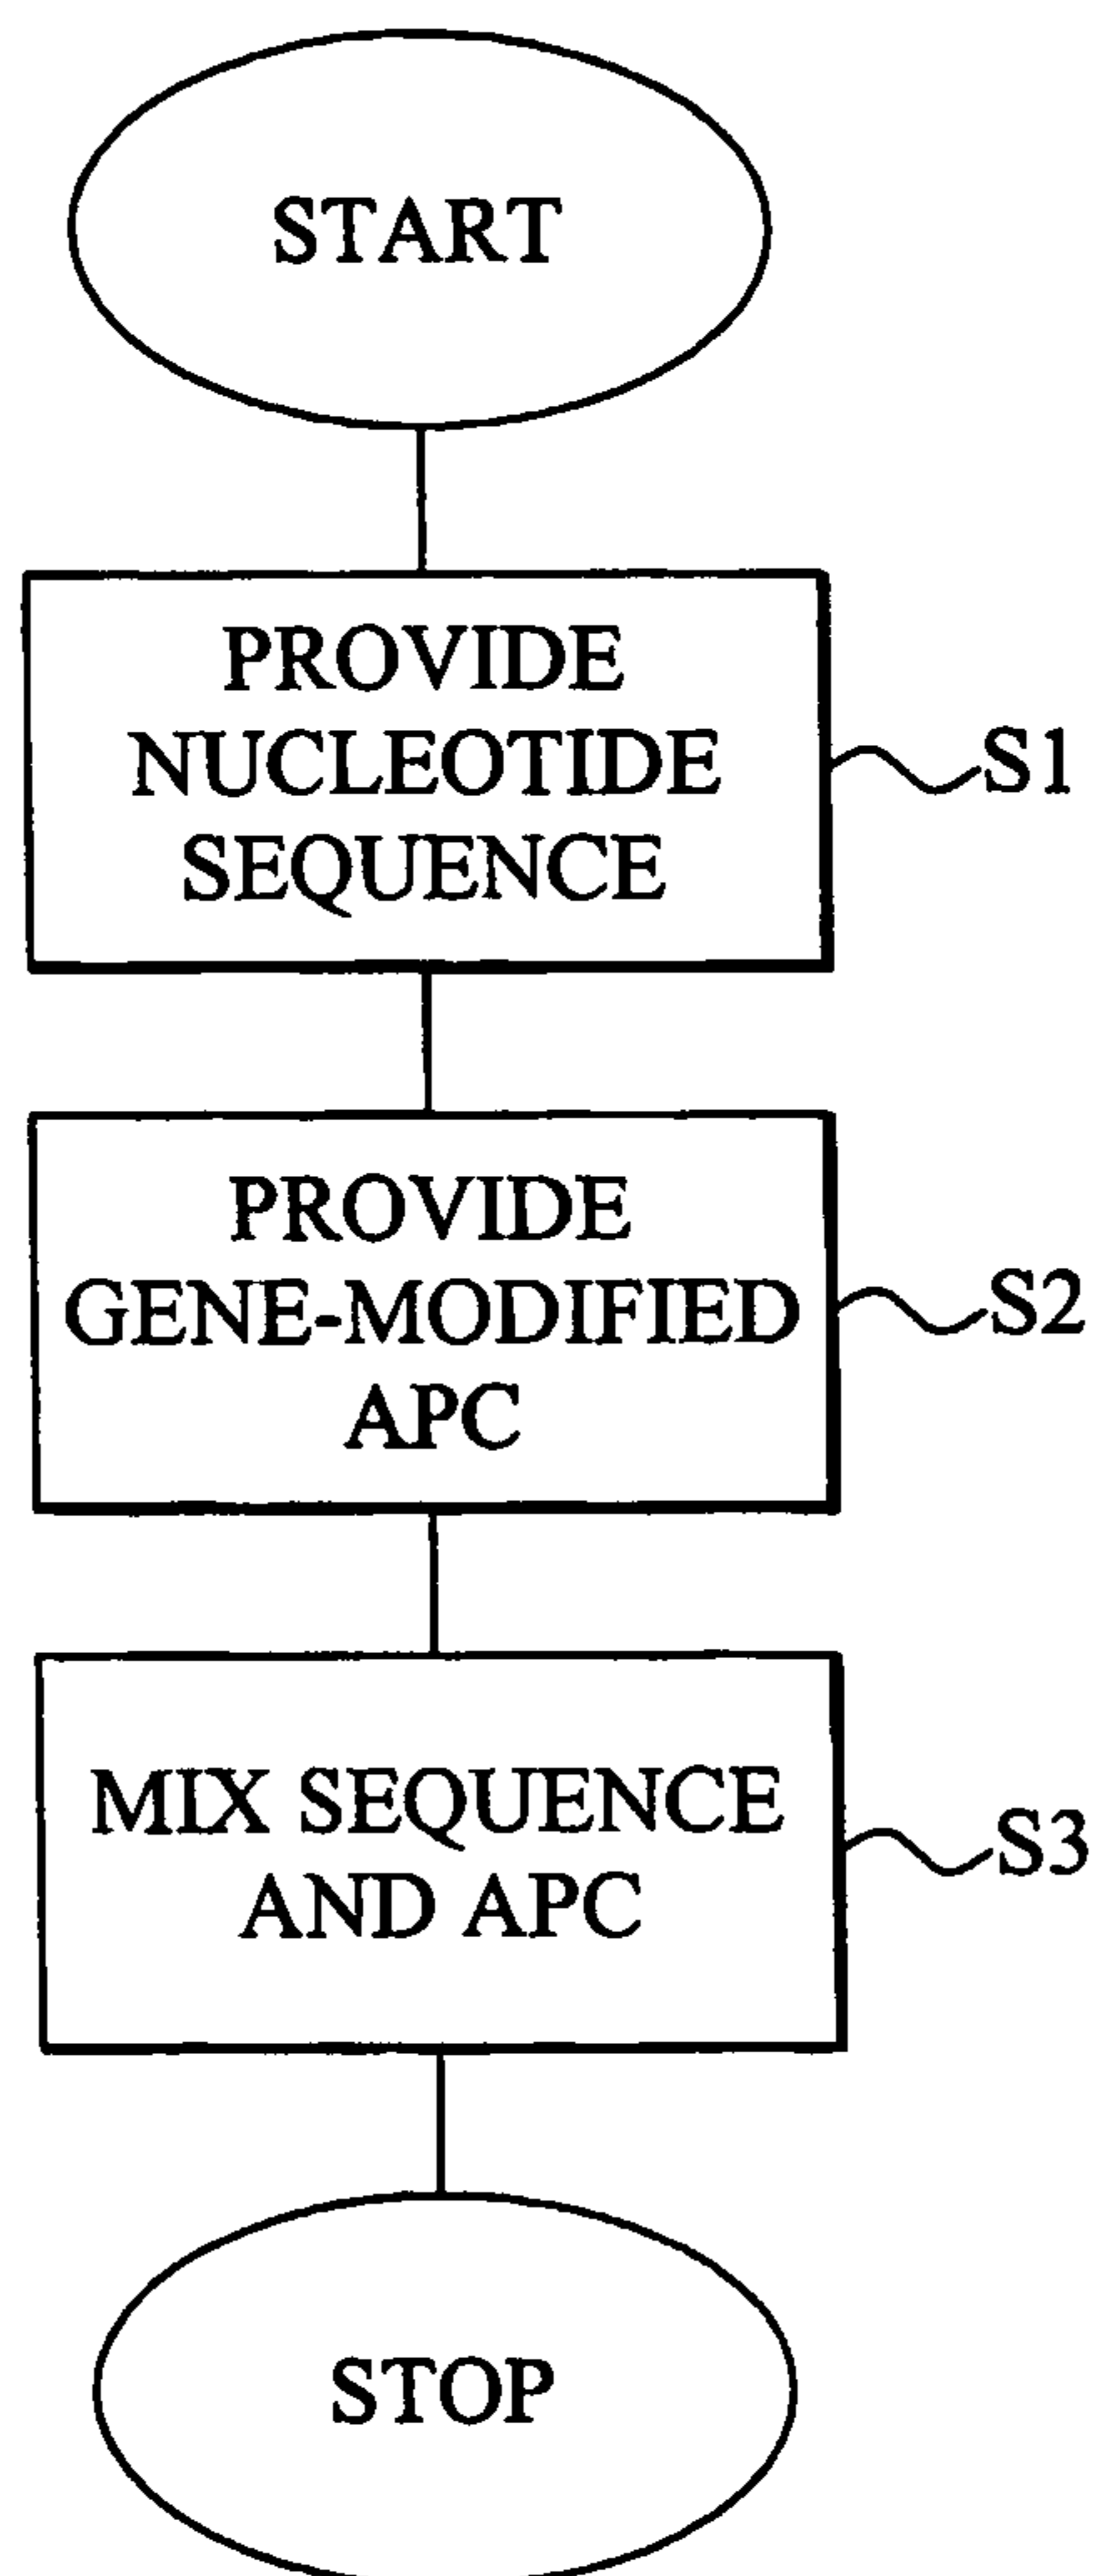 START
PROVIDE
NUCLEOTIDE
SEQUENCE
S1
PROVIDE
GENE-MODIFIED
APC
S2
MIX SEQUENCE
AND APC
S3
STOP